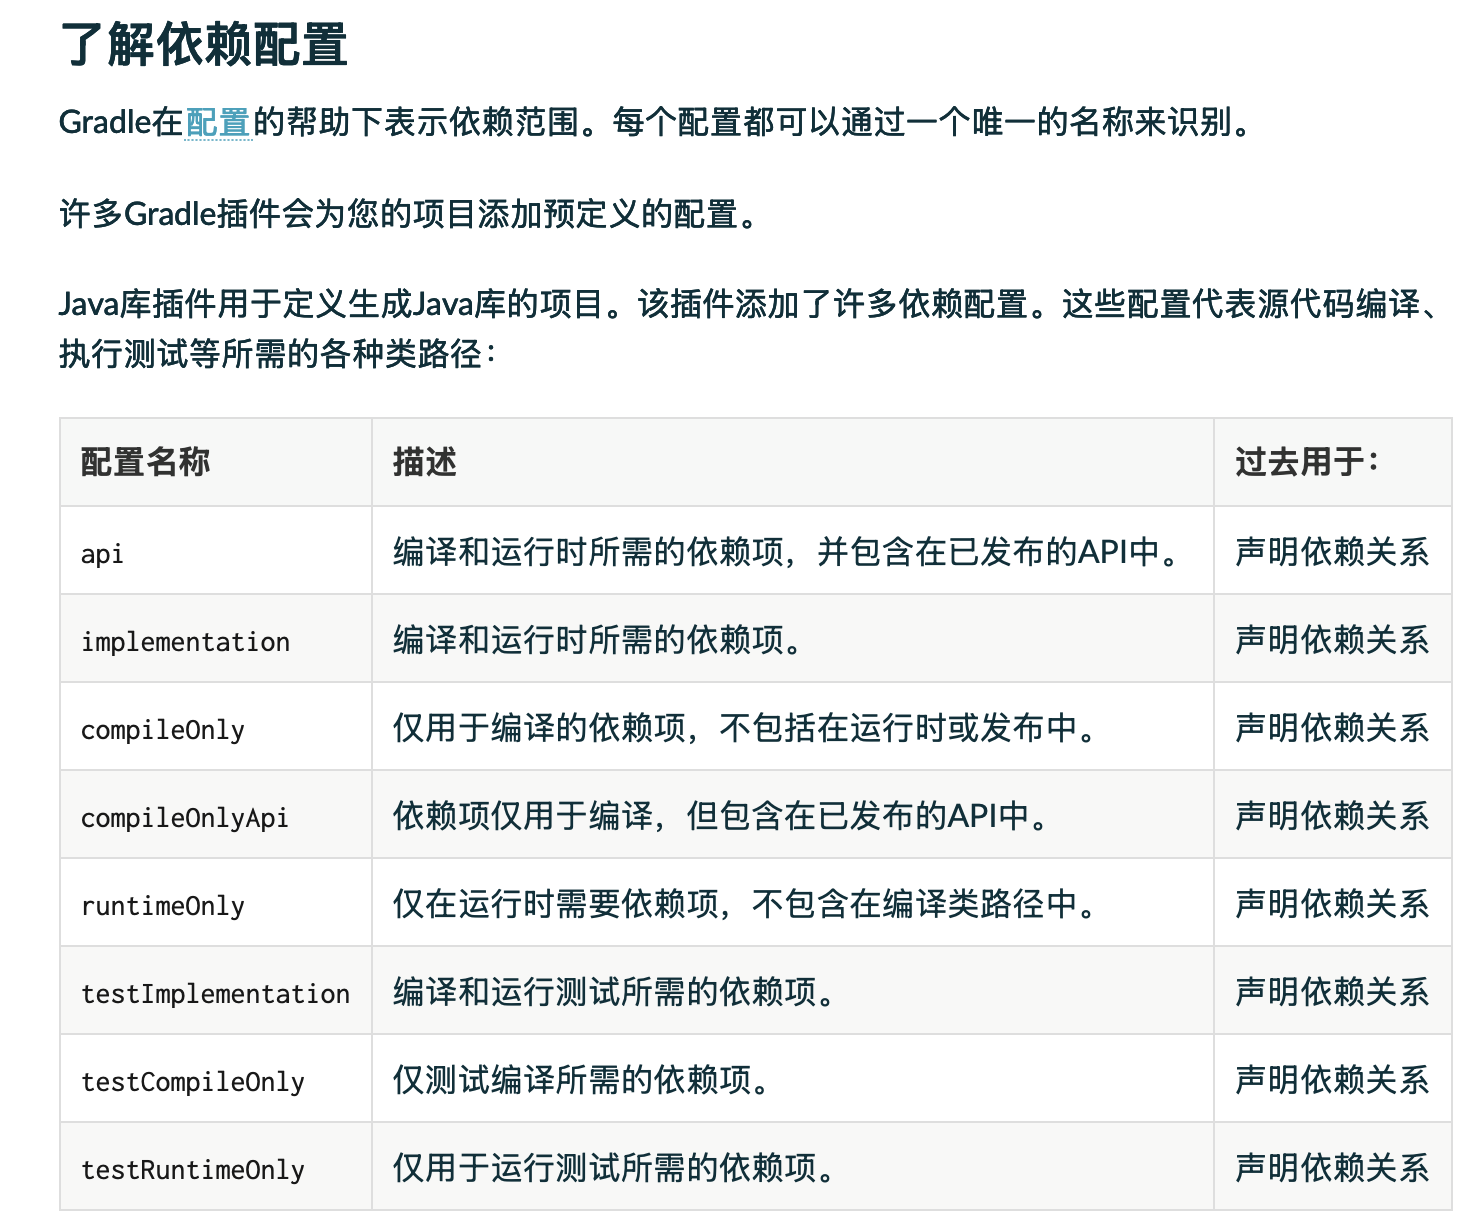 了解依赖配置
Gradle在配置的帮助下表示依赖范围。每个配置都可以通过一个唯一的名称来识别。
许多Gradle插件会为您的项目添加预定义的配置。
Java库插件用于定义生成Java库的项目。该插件添加了许多依赖配置。这些配置代表源代码编译、
执行测试等所需的各种类路径：
配置名称 描述 过去用于：
api 编译和运行时所需的依赖项，并包含在已发布的API中。 声明依赖关系
implementation 编译和运行时所需的依赖项。 声明依赖关系
compileOnly 仅用于编译的依赖项，不包括在运行时或发布中。 声明依赖关系
compileOnlyApi 依赖项仅用于编译，但包含在已发布的API中。 声明依赖关系
runtimeOnly 仅在运行时需要依赖项，不包含在编译类路径中。 声明依赖关系
testImplementation 编译和运行测试所需的依赖项。 声明依赖关系
testCompileOnly 仅测试编译所需的依赖项。 声明依赖关系
testRuntimeOnly 仅用于运行测试所需的依赖项。 声明依赖关系